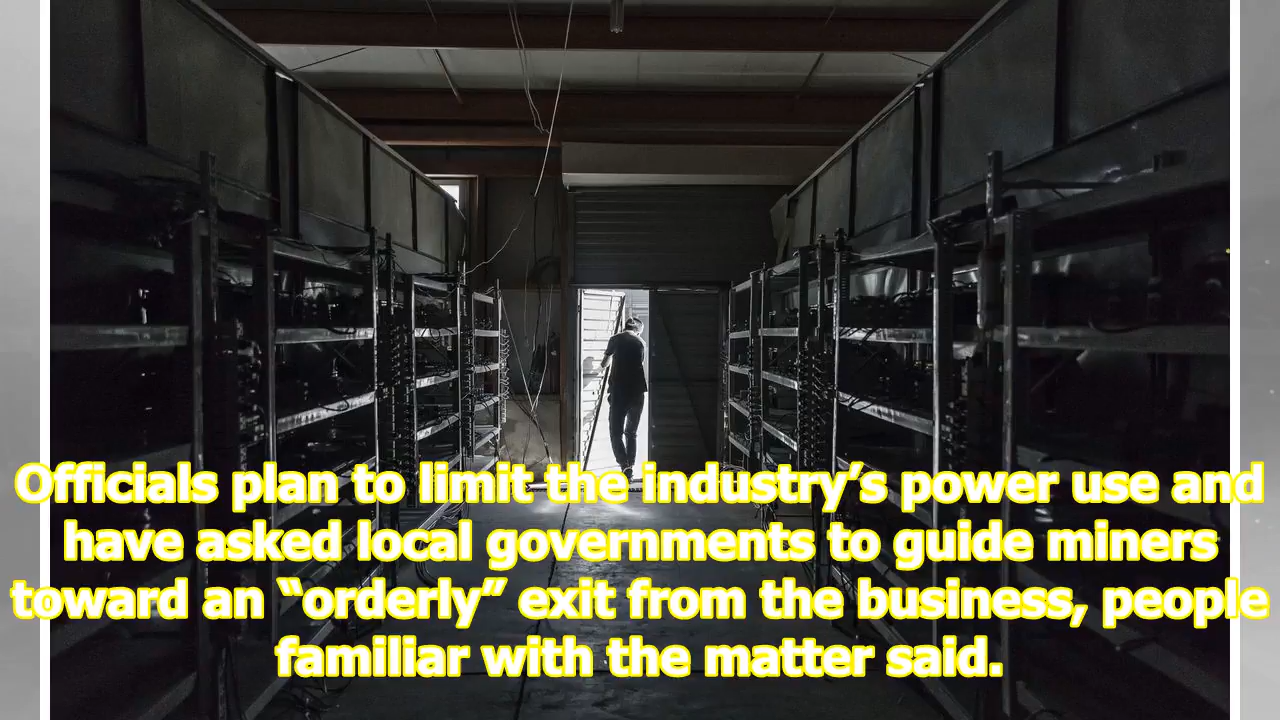 Officials plan to limit the industry’s power use and
have asked local governments to guide miners
toward an “orderly” exit from the business, people
familiar with the matter said.